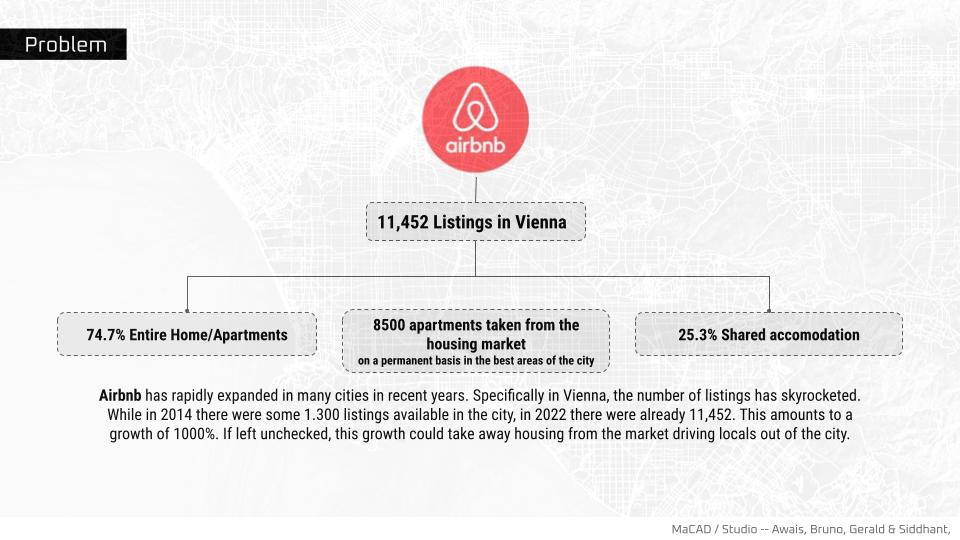 Problem
airbnb
11,452 Listings in Vienna
74.7% Entire Home/Apartments
8500 apartments taken from the
housing market
on a permanent basis in the best areas of the city
25.3% Shared accomodation
Airbnb has rapidly expanded in many cities in recent years. Specifically in Vienna, the number of listings has skyrocketed.
While in 2014 there were some 1.300 listings available in the city, in 2022 there were already 11,452. This amounts to a
growth of 1000%. If left unchecked, this growth could take away housing from the market driving locals out of the city.
MaCAD / Studio -- Awais, Bruno, Gerald & Siddhant,